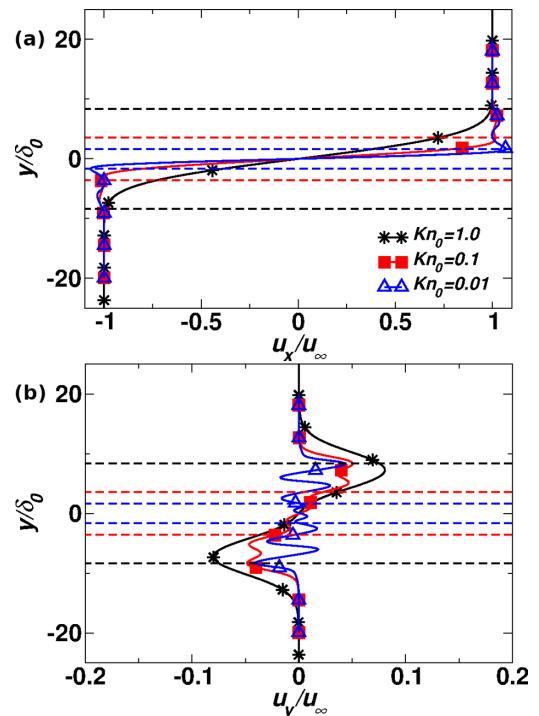 (a)
20
0
-20
y/δ₀
-1 -0.5 0 0.5 1
uₓ/u∞
Kn₀=1.0
Kn₀=0.1
Kn₀=0.01
(b)
20
0
-20
y/δ₀
-0.2 -0.1 0 0.1 0.2
u_y/u∞